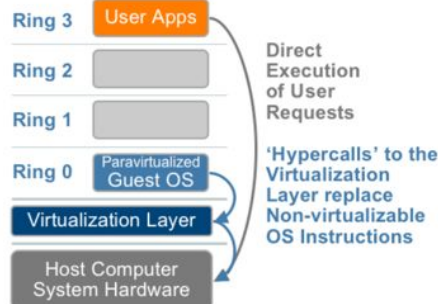 Ring 3
User Apps
Ring 2
Ring 1
Ring 0
Paravirtualized
Guest OS
Virtualization Layer
Host Computer
System Hardware
Direct
Execution
of User
Requests
‘Hypercalls’ to the
Virtualization
Layer replace
Non-virtualizable
OS Instructions